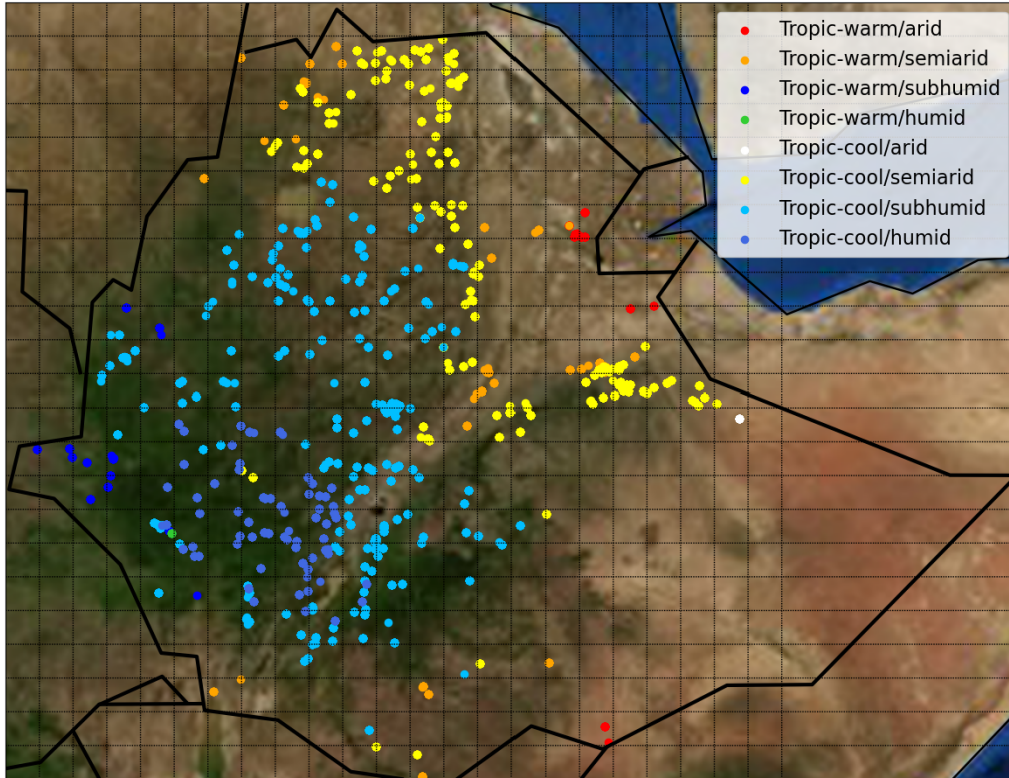 Tropic-warm/arid
Tropic-warm/semiarid
Tropic-warm/subhumid
Tropic-warm/humid
Tropic-cool/arid
Tropic-cool/semiarid
Tropic-cool/subhumid
Tropic-cool/humid